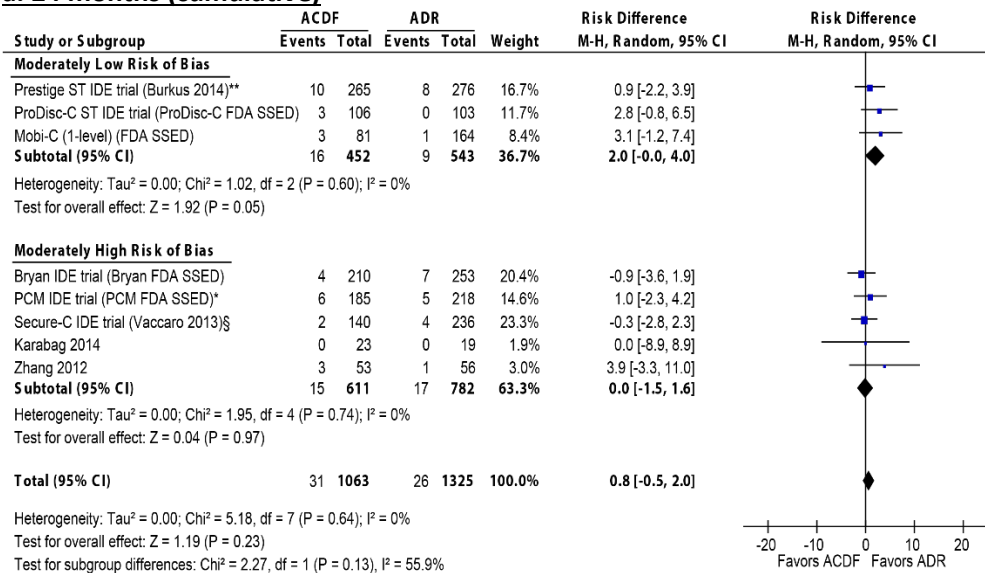 at 24 months (cumulative)
ACDF ADR Risk Difference Risk Difference
Study or Subgroup Events Total Events Total Weight M-H, Random, 95% CI M-H, Random, 95% CI
Moderately Low Risk of Bias
Prestige ST IDE trial (Burkus 2014)** 10 265 8 276 16.7% 0.9 [-2.2, 3.9]
ProDisc-C ST IDE trial (ProDisc-C FDA SSED) 3 106 0 103 11.7% 2.8 [-0.8, 6.5]
Mobi-C (1-level) (FDA SSED) 3 81 1 164 8.4% 3.1 [-1.2, 7.4]
Subtotal (95% CI) 16 452 9 543 36.7% 2.0 [-0.0, 4.0]
Heterogeneity: Tau² = 0.00; Chi² = 1.02, df = 2 (P = 0.60); I² = 0%
Test for overall effect: Z = 1.92 (P = 0.05)
Moderately High Risk of Bias
Bryan IDE trial (Bryan FDA SSED) 4 210 7 253 20.4% -0.9 [-3.6, 1.9]
PCM IDE trial (PCM FDA SSED)* 6 185 5 218 14.6% 1.0 [-2.3, 4.2]
Secure-C IDE trial (Vaccaro 2013)§ 2 140 4 236 23.3% -0.3 [-2.8, 2.3]
Karabag 2014 0 23 0 19 1.9% 0.0 [-8.9, 8.9]
Zhang 2012 3 53 1 56 3.0% 3.9 [-3.3, 11.0]
Subtotal (95% CI) 15 611 17 782 63.3% 0.0 [-1.5, 1.6]
Heterogeneity: Tau² = 0.00; Chi² = 1.95, df = 4 (P = 0.74); I² = 0%
Test for overall effect: Z = 0.04 (P = 0.97)
Total (95% CI) 31 1063 26 1325 100.0% 0.8 [-0.5, 2.0]
Heterogeneity: Tau² = 0.00; Chi² = 5.18, df = 7 (P = 0.64); I² = 0%
Test for overall effect: Z = 1.19 (P = 0.23)
Test for subgroup differences: Chi² = 2.27, df = 1 (P = 0.13), I² = 55.9%
-20 -10 0 10 20
Favors ACDF Favors ADR